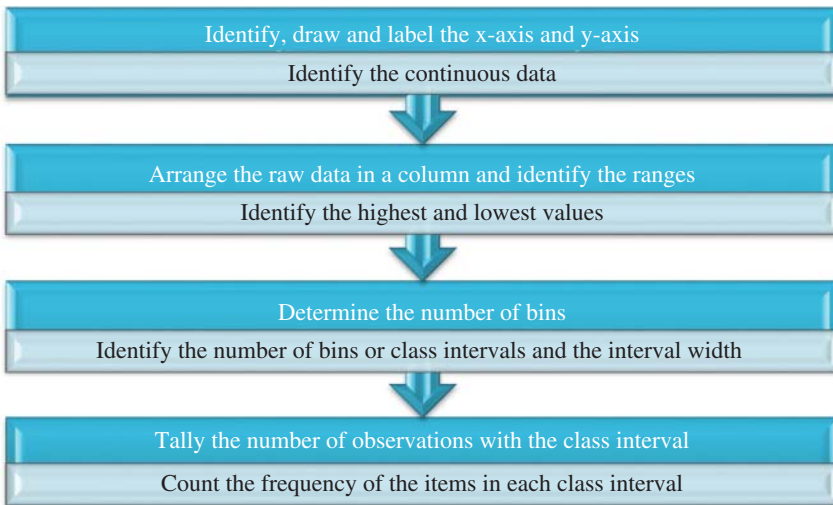 Identify, draw and label the x-axis and y-axis
Identify the continuous data
Arrange the raw data in a column and identify the ranges
Identify the highest and lowest values
Determine the number of bins
Identify the number of bins or class intervals and the interval width
Tally the number of observations with the class interval
Count the frequency of the items in each class interval